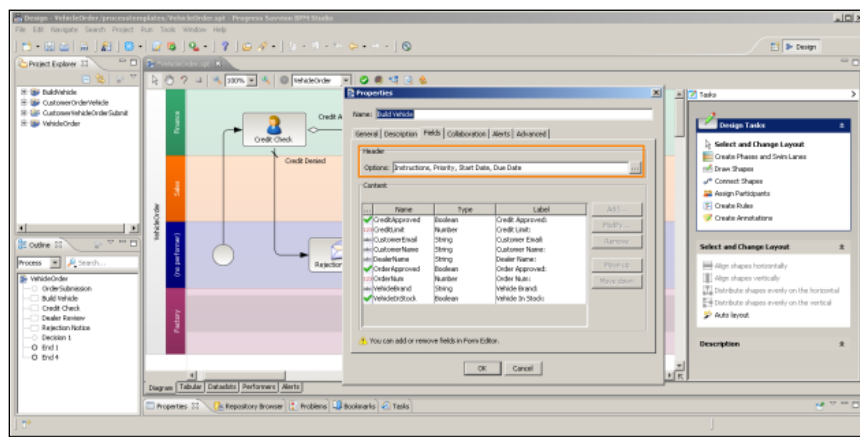 Design - VehicleOrder/processtemplates/VehicleOrder.spt - Progress Savvion BPM Studio
File Edit Navigate Search Project Run Tools Window Help
Design
Project Explorer
BuildVehicle
CustomerOrderVehicle
CustomerVehicleOrderSubmit
VehicleOrder
100%
VehicleOrder
Finance
Sales
(no performer)
Factory
VehicleOrder
Credit Check
Credit A
Credit Denied
Rejection
Properties
Name: Build Vehicle
General Description Fields Collaboration Alerts Advanced
Header
Options: Instructions, Priority, Start Date, Due Date
Content
Name Type Label
CreditApproved Boolean Credit Approved:
CreditLimit Number Credit Limit:
CustomerEmail String Customer Email:
CustomerName String Customer Name:
DealerName String Dealer Name:
OrderApproved Boolean Order Approved:
OrderNum Number Order Num:
VehicleBrand String Vehicle Brand:
VehicleInStock Boolean Vehicle In Stock:
Add...
Modify...
Remove
Move up
Move down
You can add or remove fields in Form Editor.
OK Cancel
Tasks
Design Tasks
Select and Change Layout
Create Phases and Swim Lanes
Draw Shapes
Connect Shapes
Assign Participants
Create Rules
Create Annotations
Select and Change Layout
Align shapes horizontally
Align shapes vertically
Distribute shapes evenly on the horizontal
Distribute shapes evenly on the vertical
Auto layout
Description
Outline
Process Search...
VehicleOrder
OrderSubmission
Build Vehicle
Credit Check
Dealer Review
Rejection Notice
Decision 1
End 1
End 4
Diagram Tabular Dataslots Performers Alerts
Properties Repository Browser Problems Bookmarks Tasks